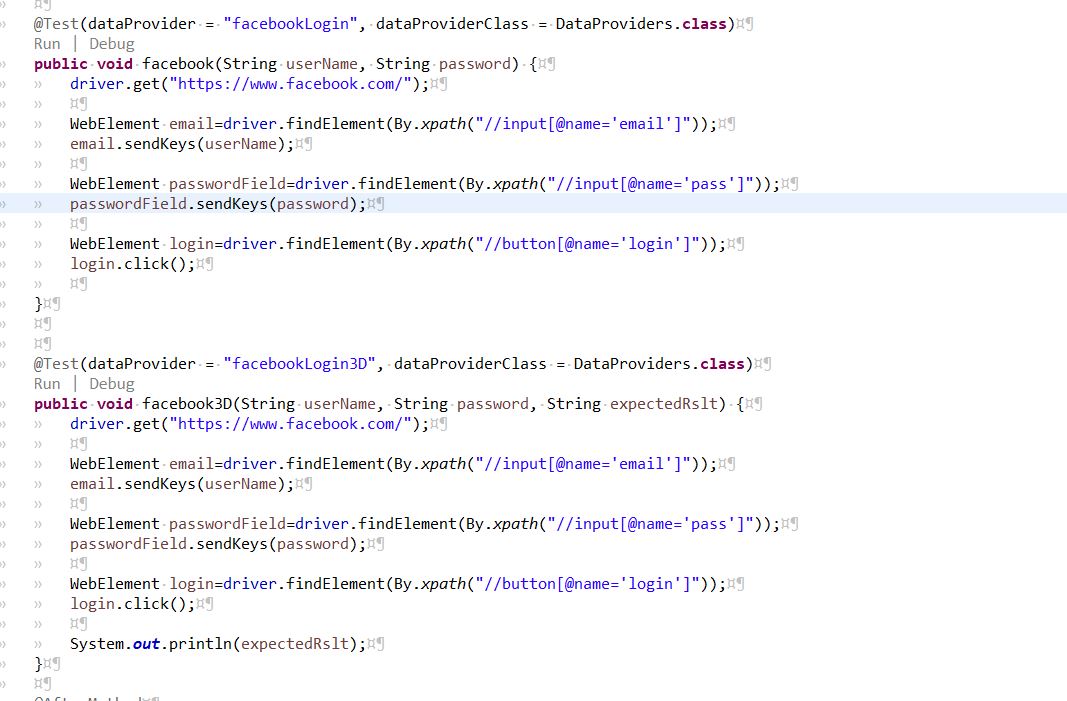 @Test(dataProvider = "facebookLogin", dataProviderClass = DataProviders.class)¤¶
Run | Debug
public void facebook(String userName, String password) {¤¶
» » driver.get("https://www.facebook.com/");¤¶
» » ¤¶
» » WebElement email=driver.findElement(By.xpath("//input[@name='email']"));¤¶
» » email.sendKeys(userName);¤¶
» » ¤¶
» » WebElement passwordField=driver.findElement(By.xpath("//input[@name='pass']"));¤¶
» » passwordField.sendKeys(password);¤¶
» » ¤¶
» » WebElement login=driver.findElement(By.xpath("//button[@name='login']"));¤¶
» » login.click();¤¶
» » ¤¶
» }¤¶
» ¤¶
» ¤¶
» @Test(dataProvider = "facebookLogin3D", dataProviderClass = DataProviders.class)¤¶
Run | Debug
» public void facebook3D(String userName, String password, String expectedRslt) {¤¶
» » driver.get("https://www.facebook.com/");¤¶
» » ¤¶
» » WebElement email=driver.findElement(By.xpath("//input[@name='email']"));¤¶
» » email.sendKeys(userName);¤¶
» » ¤¶
» » WebElement passwordField=driver.findElement(By.xpath("//input[@name='pass']"));¤¶
» » passwordField.sendKeys(password);¤¶
» » ¤¶
» » WebElement login=driver.findElement(By.xpath("//button[@name='login']"));¤¶
» » login.click();¤¶
» » ¤¶
» » System.out.println(expectedRslt);¤¶
» }¤¶
» ¤¶